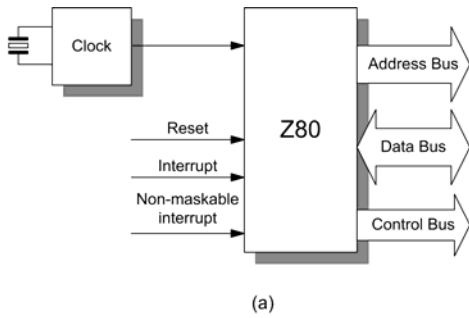 Clock
Address Bus
Z80
Reset
Data Bus
Interrupt
Non-maskable
interrupt
Control Bus
(a)